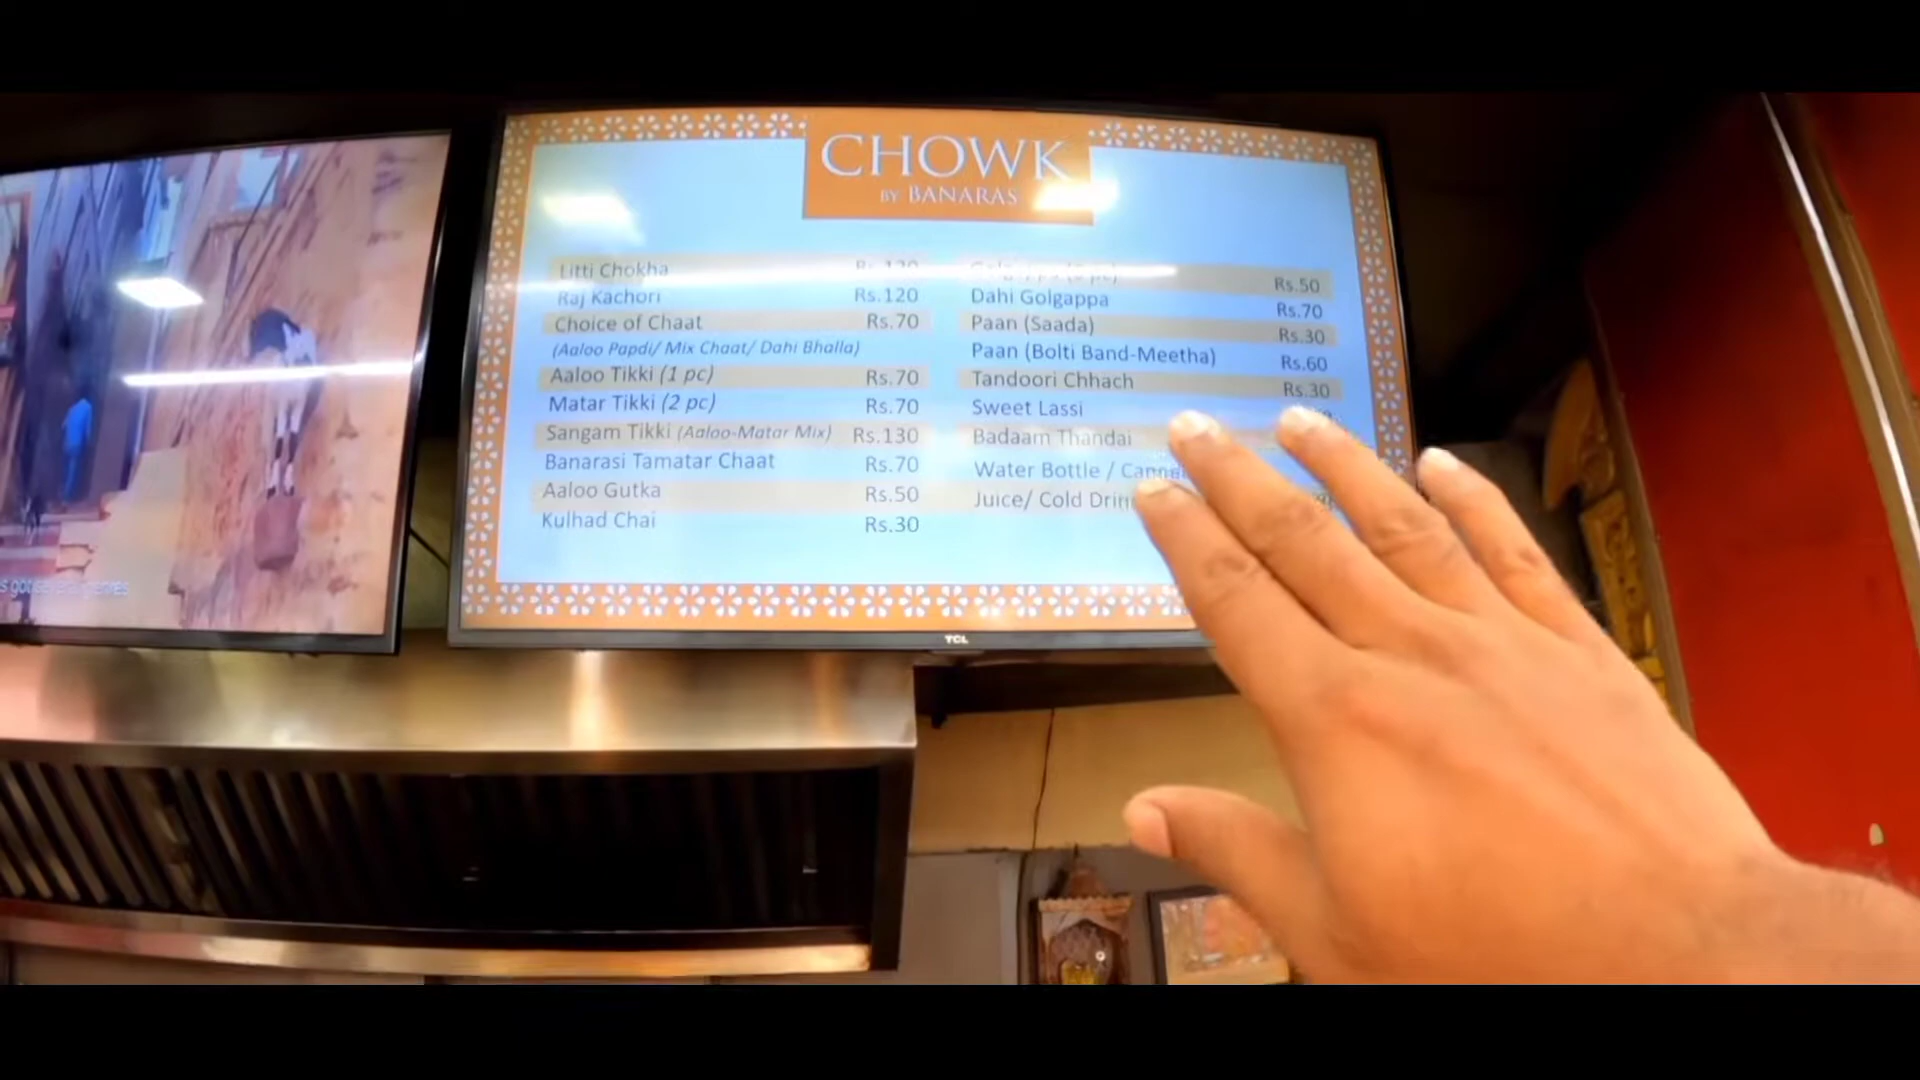 CHOWK
BY BANARAS
Litti Chokha Rs.120
Raj Kachori Rs.120
Choice of Chaat Rs.70
(Aaloo Papdi/ Mix Chaat/ Dahi Bhalla)
Aaloo Tikki (1 pc) Rs.70
Matar Tikki (2 pc) Rs.70
Sangam Tikki (Aaloo-Matar Mix) Rs.130
Banarasi Tamatar Chaat Rs.70
Aaloo Gutka Rs.50
Kulhad Chai Rs.30
Rs.50
Dahi Golgappa Rs.70
Paan (Saada) Rs.30
Paan (Bolti Band-Meetha) Rs.60
Tandoori Chhach Rs.30
Sweet Lassi
Badaam Thandai
Water Bottle /
Juice/ Cold
TCL